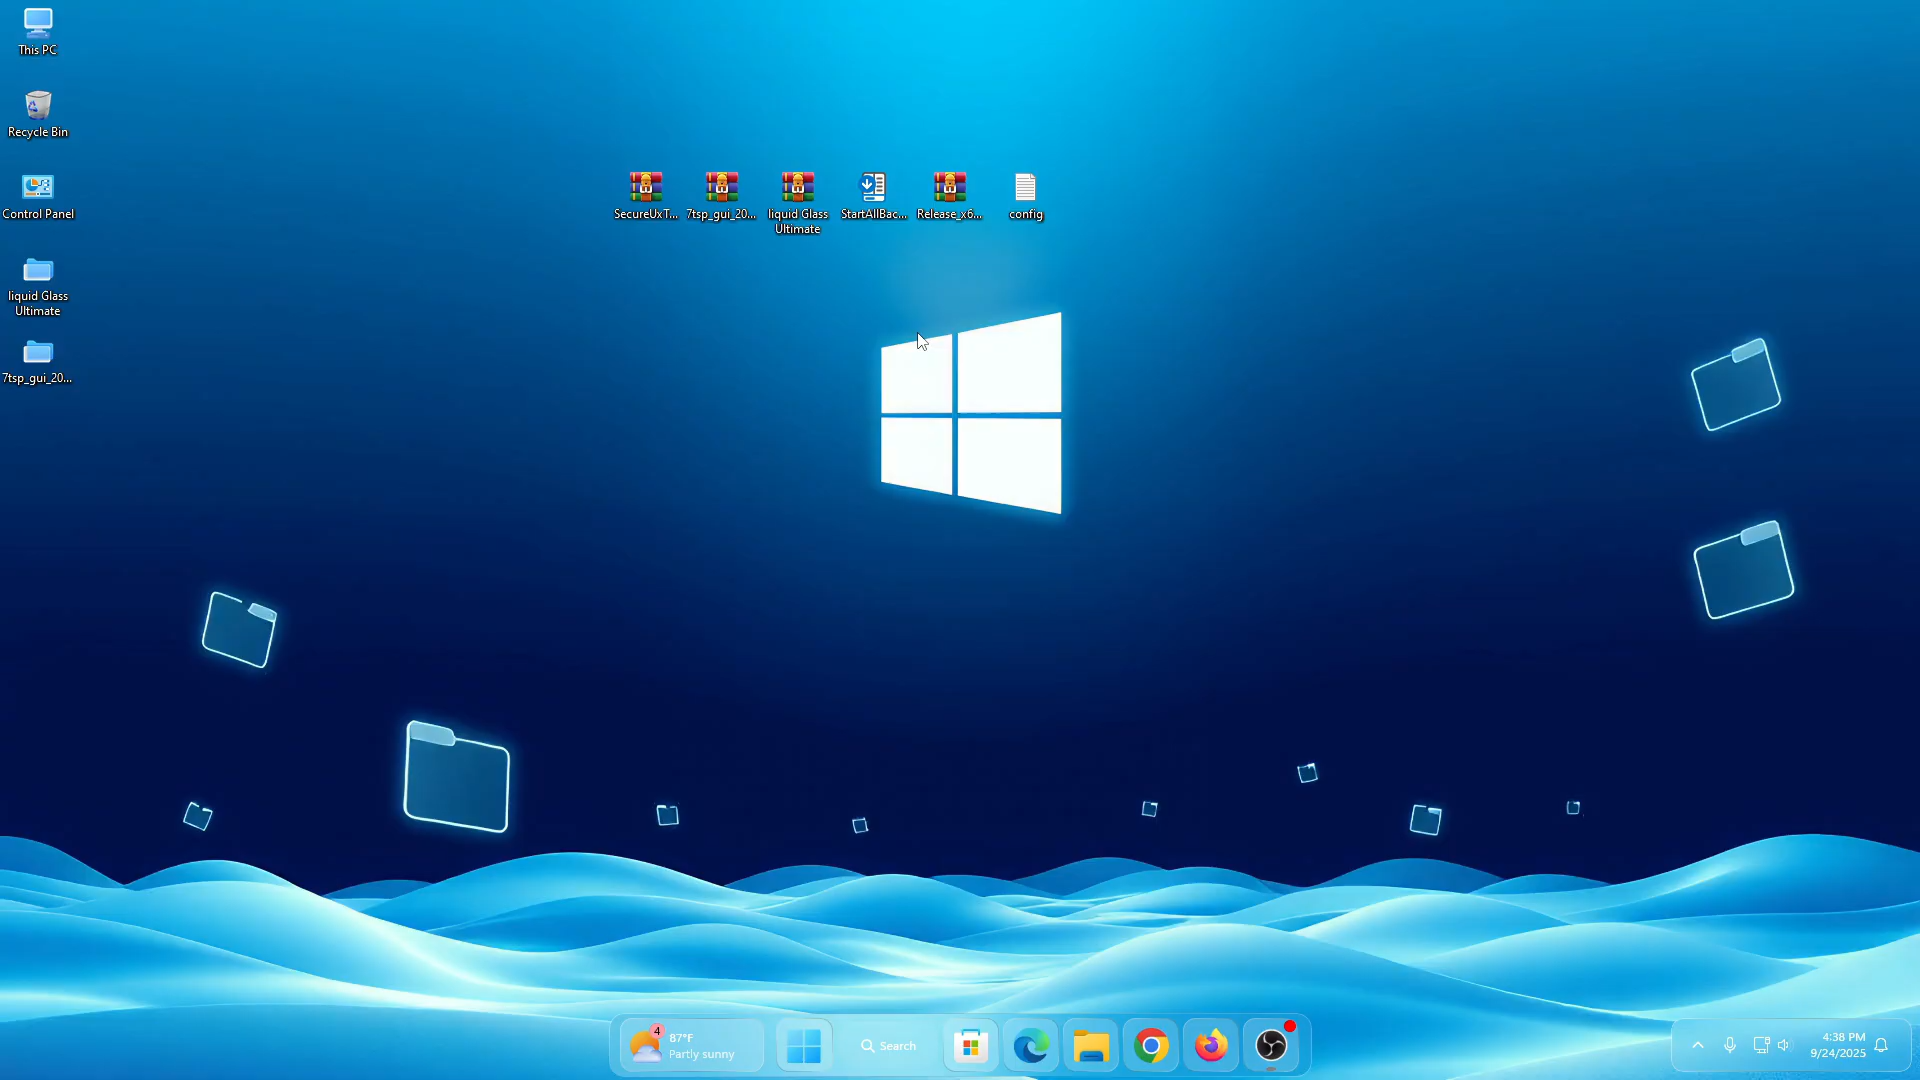 This PC
Recycle Bin
Control Panel
liquid Glass
Ultimate
7tsp_gui_20...
SecureUxT...
7tsp_gui_20...
liquid Glass
Ultimate
StartAllBac...
Release_x6...
config
4
87°F
Partly sunny
Search
4:38 PM
9/24/2025